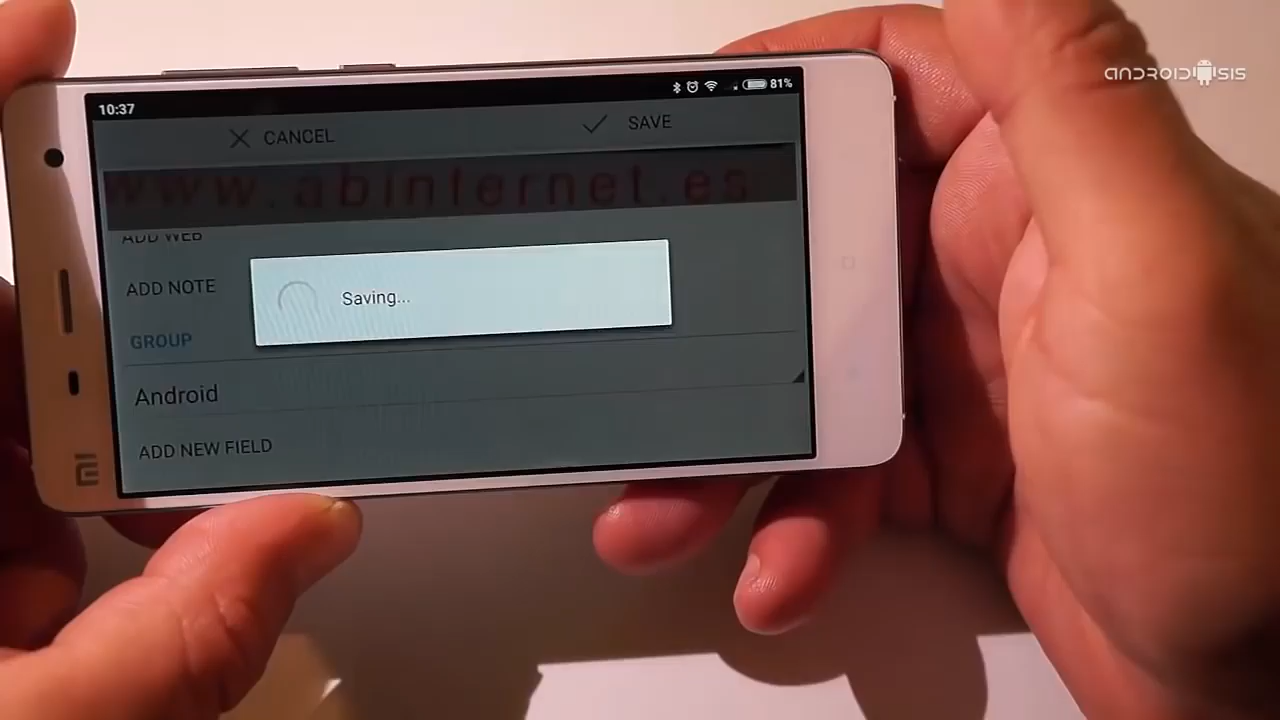 ANDROIDSIS
10:37
81%
CANCEL
SAVE
www.abinternet.es
ADD WEB
ADD NOTE
Saving...
GROUP
Android
ADD NEW FIELD